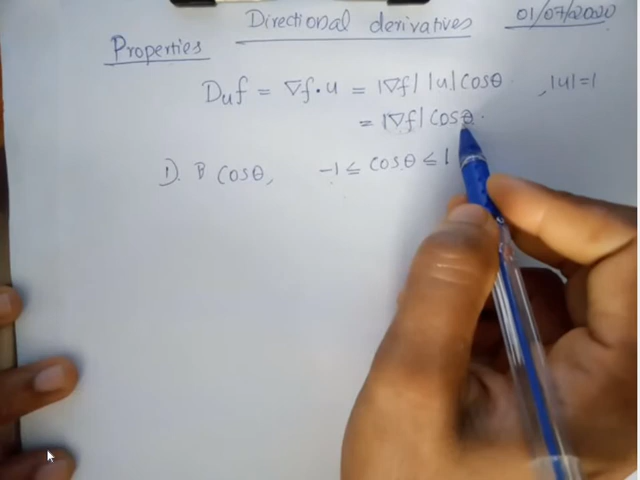 Directional derivatives 01/07/2020
Properties
Duf = ∇f·u = |∇f| |u| cosθ , |u|=1
= |∇f| cosθ.
1). cosθ, -1 ≤ cosθ ≤ 1